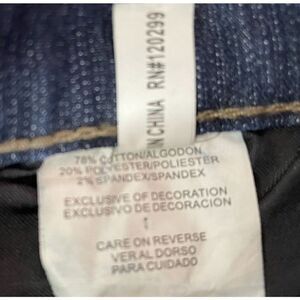 N CHINA RN#120299
78% COTTON/ALGODON
20% POLYESTER/POLIESTER
2% SPANDEX/SPANDEX
EXCLUSIVE OF DECORATION
EXCLUSIVO DE DECORACIÓN
CARE ON REVERSE
VER AL DORSO
PARA CUIDADO